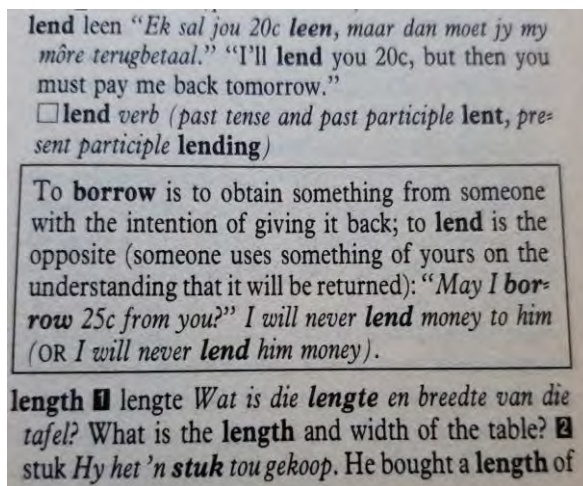 lend leen “Ek sal jou 20c leen, maar dan moet jy my
môre terugbetaal.” “I’ll lend you 20c, but then you
must pay me back tomorrow.”
☐ lend verb (past tense and past participle lent, pre=
sent participle lending)
To borrow is to obtain something from someone
with the intention of giving it back; to lend is the
opposite (someone uses something of yours on the
understanding that it will be returned): “May I bor=
row 25c from you?” I will never lend money to him
(OR I will never lend him money).
length 1 lengte Wat is die lengte en breedte van die
tafel? What is the length and width of the table? 2
stuk Hy het ’n stuk tou gekoop. He bought a length of